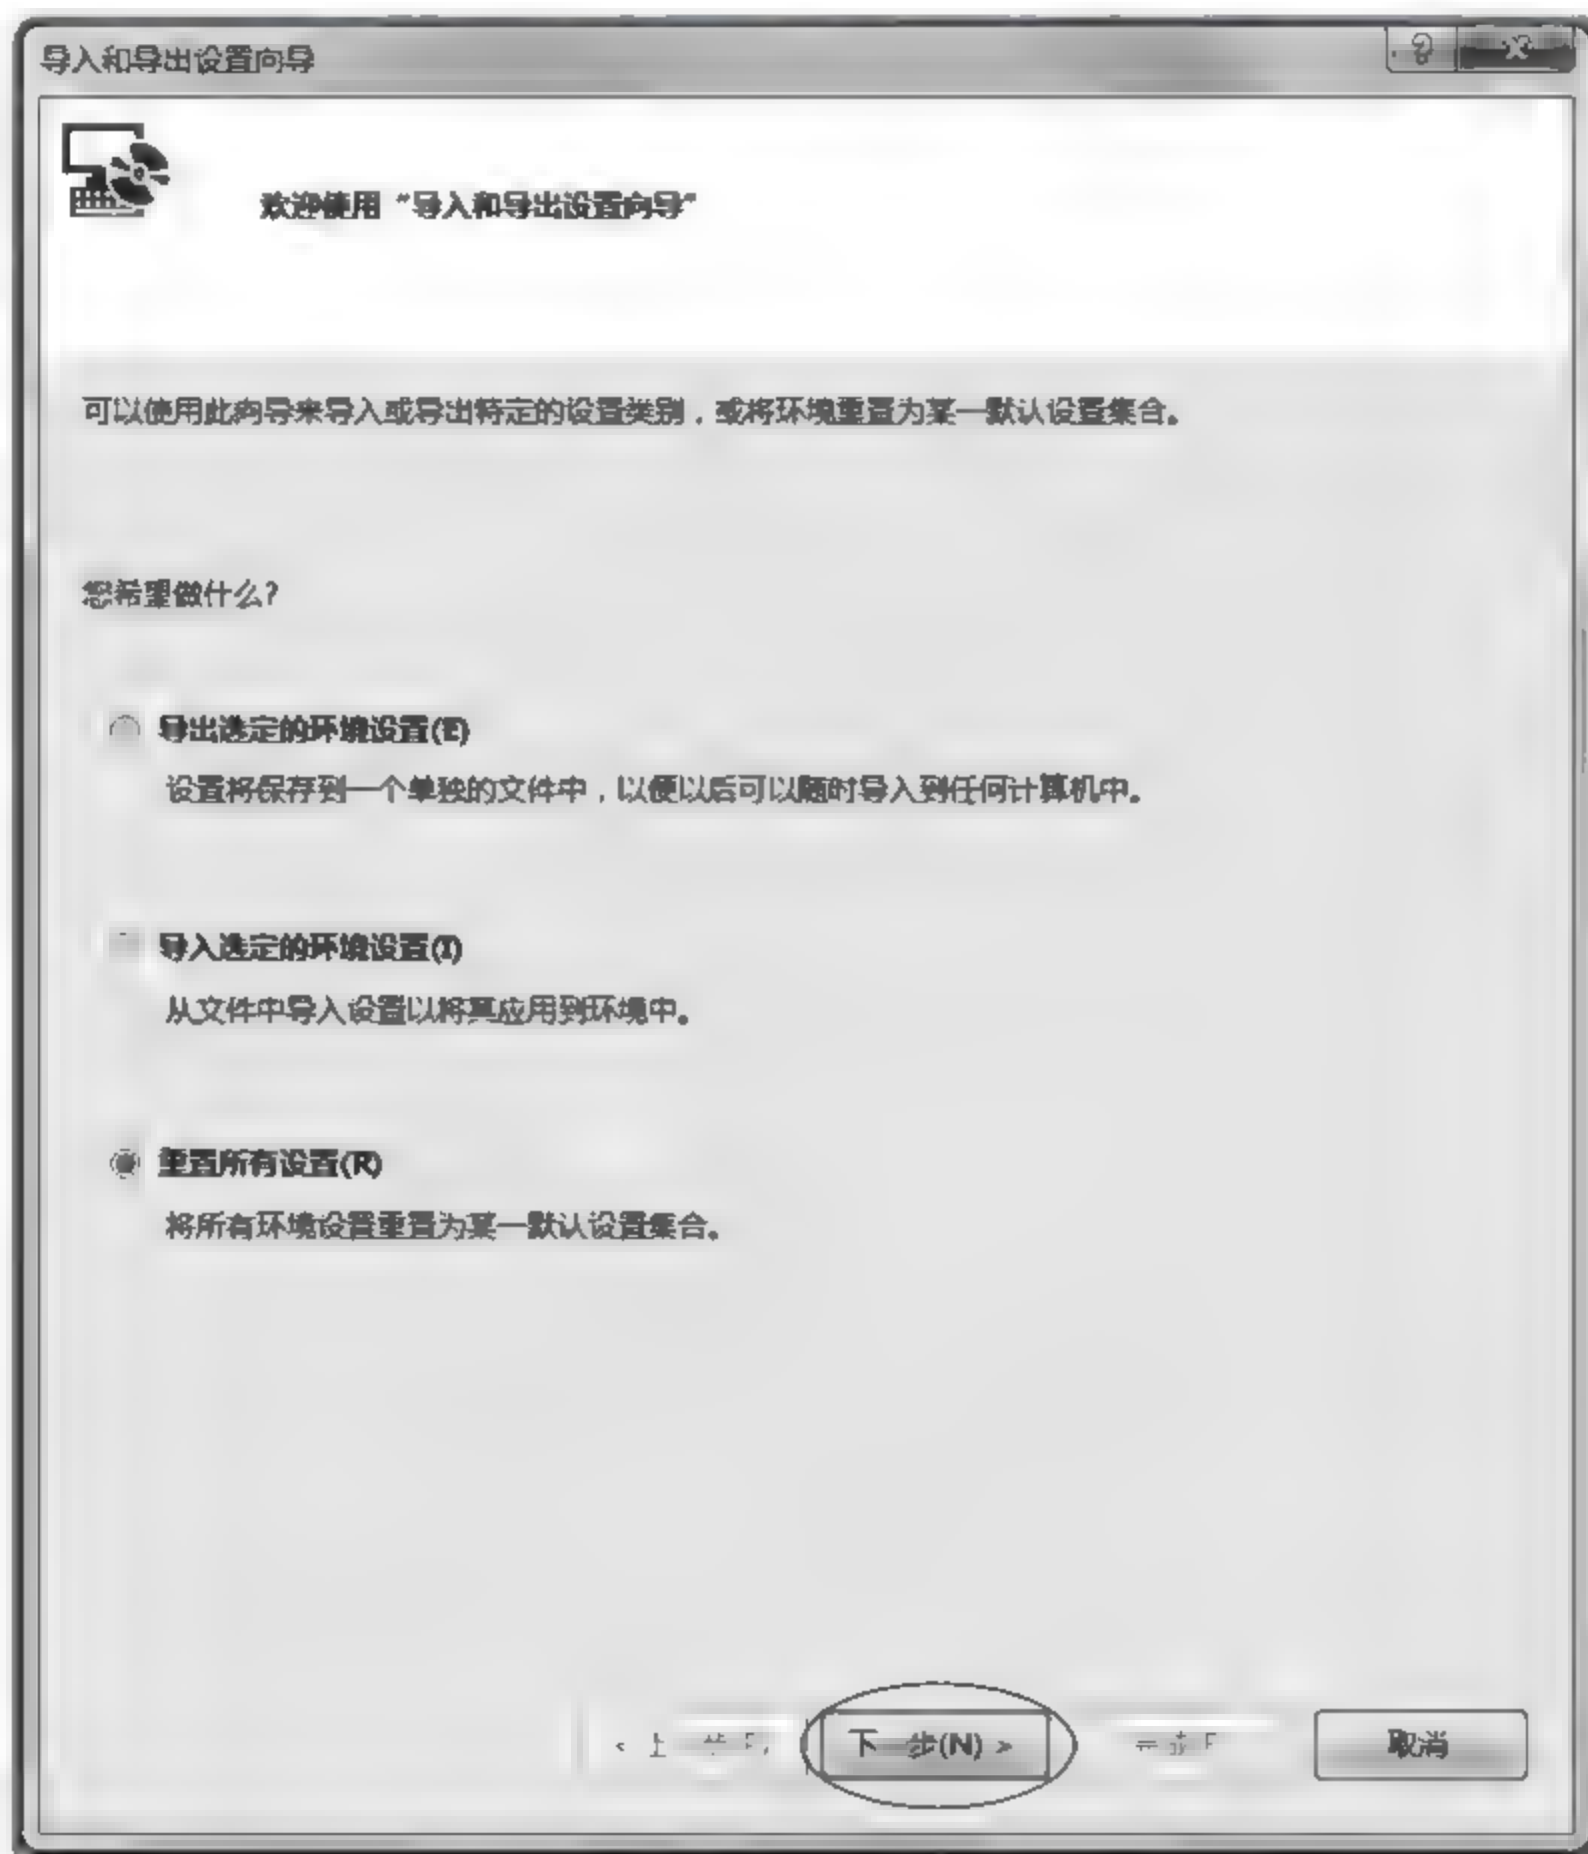 导入和导出设置向导
欢迎使用“导入和导出设置向导”
可以使用此向导来导入或导出特定的设置类别，或将环境重置为某一默认设置集合。
您希望做什么?
导出选定的环境设置(E)
设置将保存到一个单独的文件中，以便以后可以随时导入到任何计算机中。
导入选定的环境设置(I)
从文件中导入设置以将其应用到环境中。
重置所有设置(R)
将所有环境设置重置为某一默认设置集合。
< 上 下一步(N) > 取消